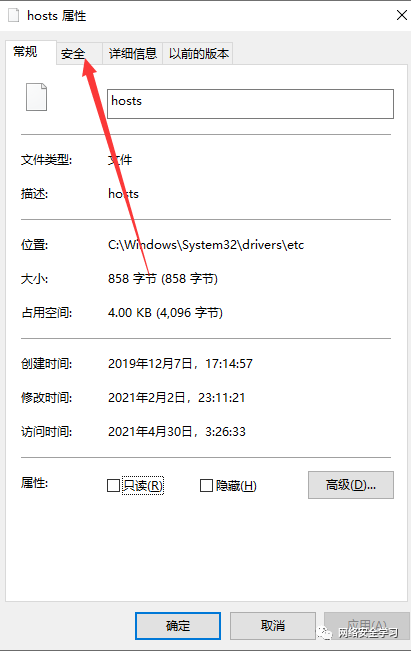 hosts 属性
常规 安全 详细信息 以前的版本
hosts
文件类型: 文件
描述: hosts
位置: C:\Windows\System32\drivers\etc
大小: 858 字节 (858 字节)
占用空间: 4.00 KB (4,096 字节)
创建时间: 2019年12月7日，17:14:57
修改时间: 2021年2月2日，23:11:21
访问时间: 2021年4月30日，3:26:33
属性: 只读(R) 隐藏(H) 高级(D)...
确定 取消 应用(A)
网络安全学习